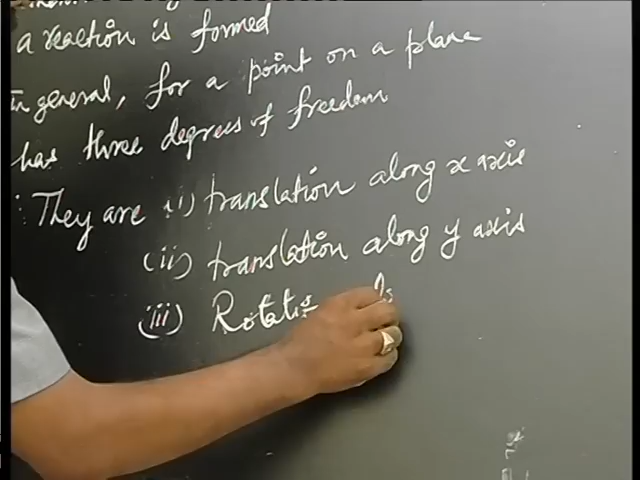 a reaction is formed
In general, for a point on a plane
has three degrees of freedom
They are (i) translation along x axis
(ii) translation along y axis
(iii) Rotatio